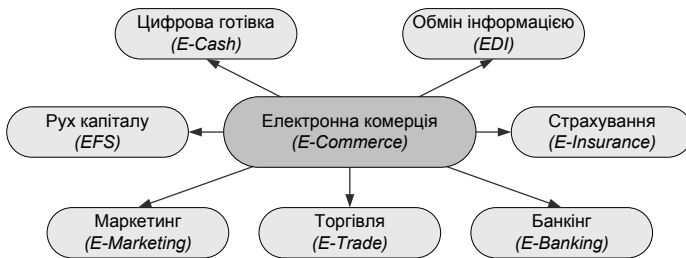 Цифрова готівка
(E-Cash)
Обмін інформацією
(EDI)
Рух капіталу
(EFS)
Електронна комерція
(E-Commerce)
Страхування
(E-Insurance)
Маркетинг
(E-Marketing)
Торгівля
(E-Trade)
Банкінг
(E-Banking)